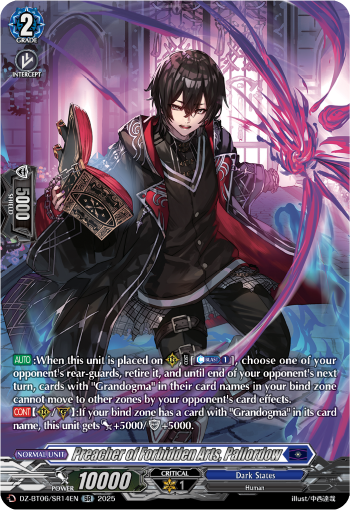 2
GRADE
INTERCEPT
5000
SHIELD
AUTO:When this unit is placed on R COST[ C-BLAST 1 ], choose one of your
opponent's rear-guards, retire it, and until end of your opponent's next
turn, cards with "Grandogma" in their card names in your bind zone
cannot move to other zones by your opponent's card effects.
CONT【R/G】:If your bind zone has a card with "Grandogma" in its card
name, this unit gets +5000/ +5000.
NORMAL UNIT
Preacher of Forbidden Arts, Pallordow
POWER
10000
CRITICAL
1
Dark States
Human
DZ-BT06/SR14EN SR 2025
illust/中西達哉